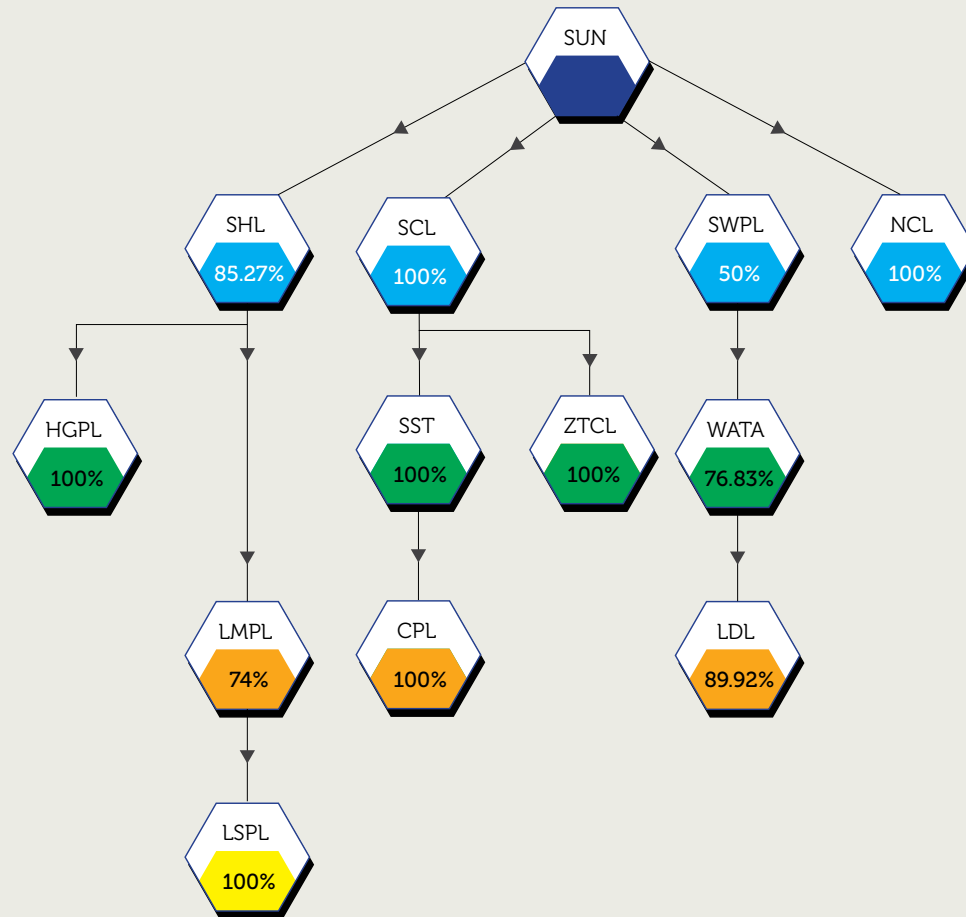 SUN
SHL
85.27%
SCL
100%
SWPL
50%
NCL
100%
HGPL
100%
SST
100%
ZTCL
100%
WATA
76.83%
LMPL
74%
CPL
100%
LDL
89.92%
LSPL
100%